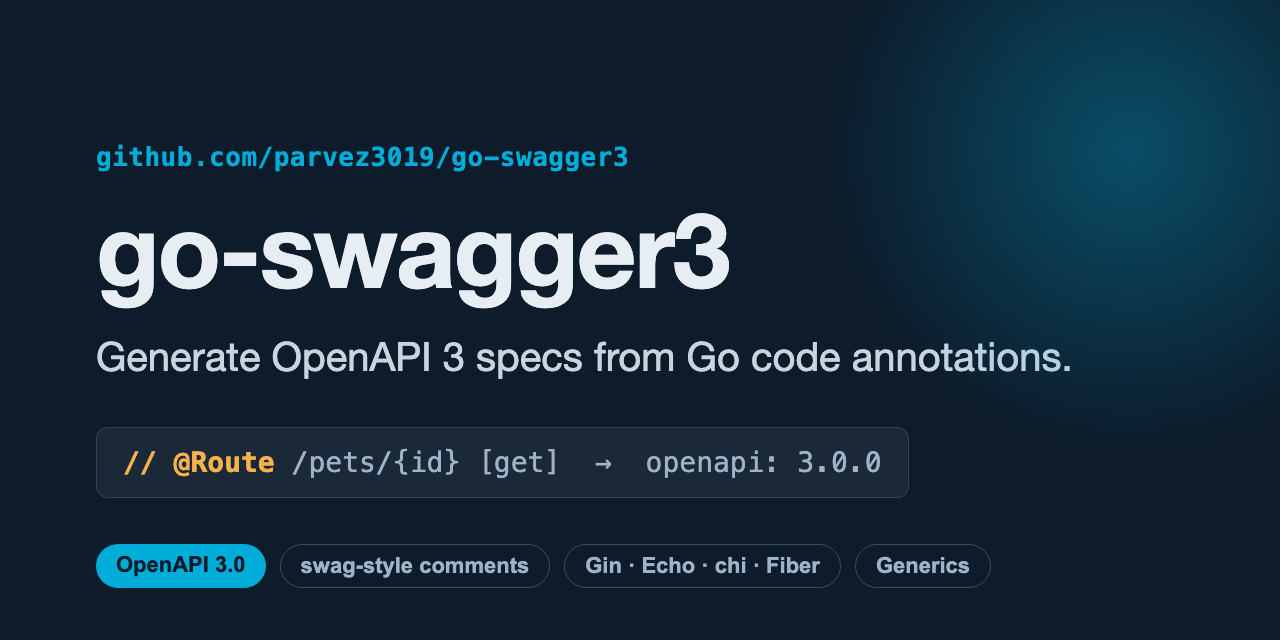 github.com/parvez3019/go-swagger3
go-swagger3
Generate OpenAPI 3 specs from Go code annotations.
// @Route /pets/{id} [get] → openapi: 3.0.0
OpenAPI 3.0 swag-style comments Gin · Echo · chi · Fiber Generics